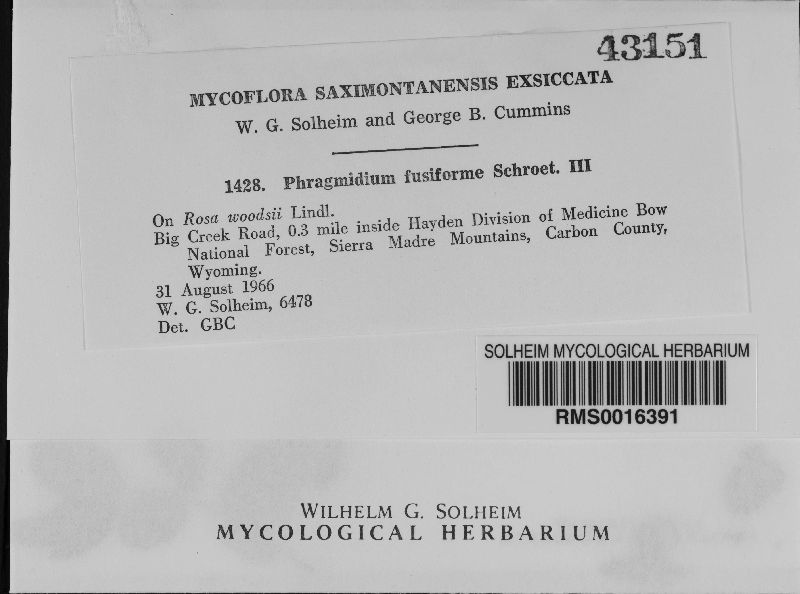 43151
MYCOFLORA SAXIMONTANENSIS EXSICCATA
W. G. Solheim and George B. Cummins
1428. Phragmidium fusiforme Schroet. III
On Rosa woodsii Lindl.
Big Creek Road, 0.3 mile inside Hayden Division of Medicine Bow
National Forest, Sierra Madre Mountains, Carbon County,
Wyoming.
31 August 1966
W. G. Solheim, 6478
Det. GBC
SOLHEIM MYCOLOGICAL HERBARIUM
RMS0016391
WILHELM G. SOLHEIM
MYCOLOGICAL HERBARIUM